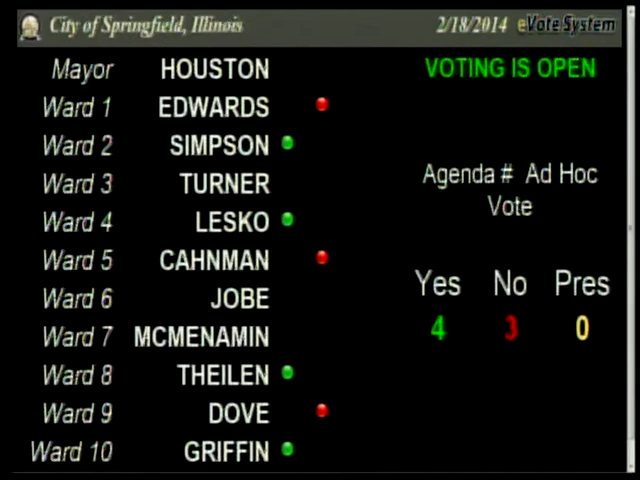 City of Springfield, Illinois 2/18/2014 eVote System
Mayor HOUSTON VOTING IS OPEN
Ward 1 EDWARDS
Ward 2 SIMPSON
Ward 3 TURNER
Agenda # Ad Hoc
Vote
Ward 4 LESKO
Ward 5 CAHNMAN
Ward 6 JOBE
Yes No Pres
Ward 7 MCMENAMIN
4 3 0
Ward 8 THEILEN
Ward 9 DOVE
Ward 10 GRIFFIN